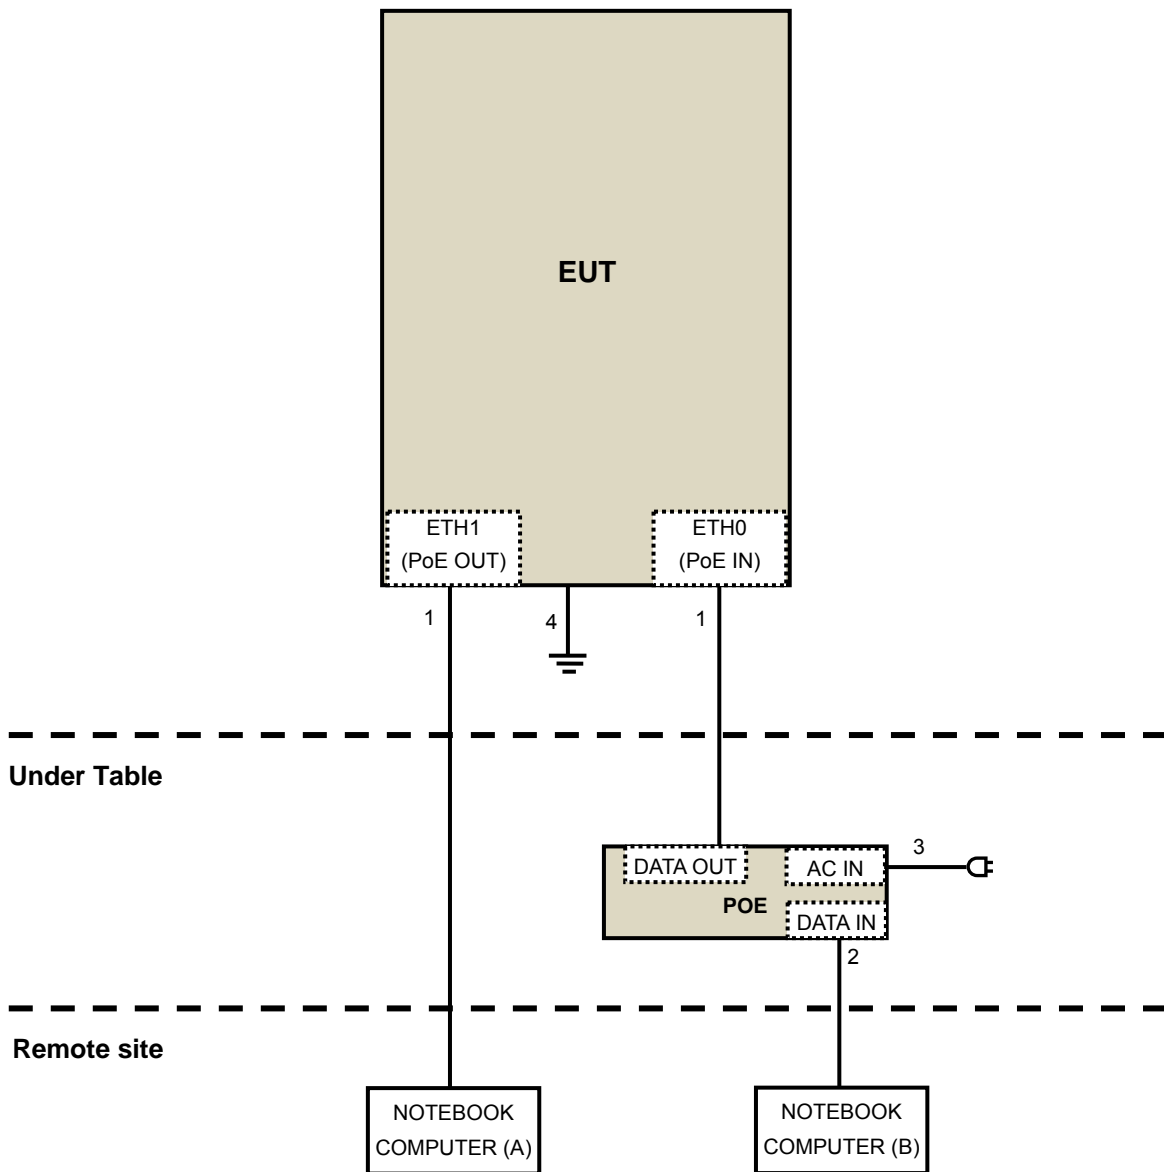 EUT
ETH1
(PoE OUT)
ETH0
(PoE IN)
1
4
1
Under Table
DATA OUT
AC IN
3
POE
DATA IN
2
Remote site
NOTEBOOK
COMPUTER (A)
NOTEBOOK
COMPUTER (B)